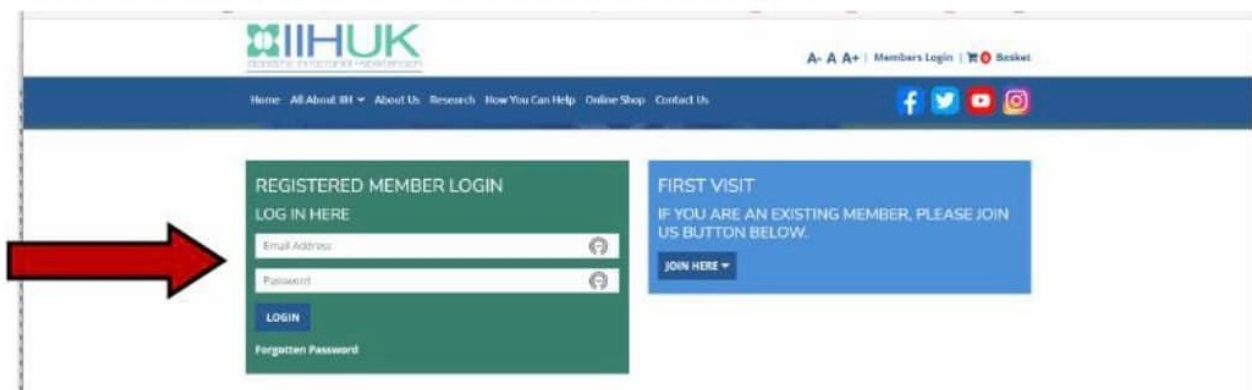 IIHUK
A- A A+ | Members Login | 0 Basket
Home All About IIH About Us Research How You Can Help Online Shop Contact Us
REGISTERED MEMBER LOGIN
LOG IN HERE
Email Address
Password
LOGIN
Forgotten Password
FIRST VISIT
IF YOU ARE AN EXISTING MEMBER, PLEASE JOIN
US BUTTON BELOW.
JOIN HERE